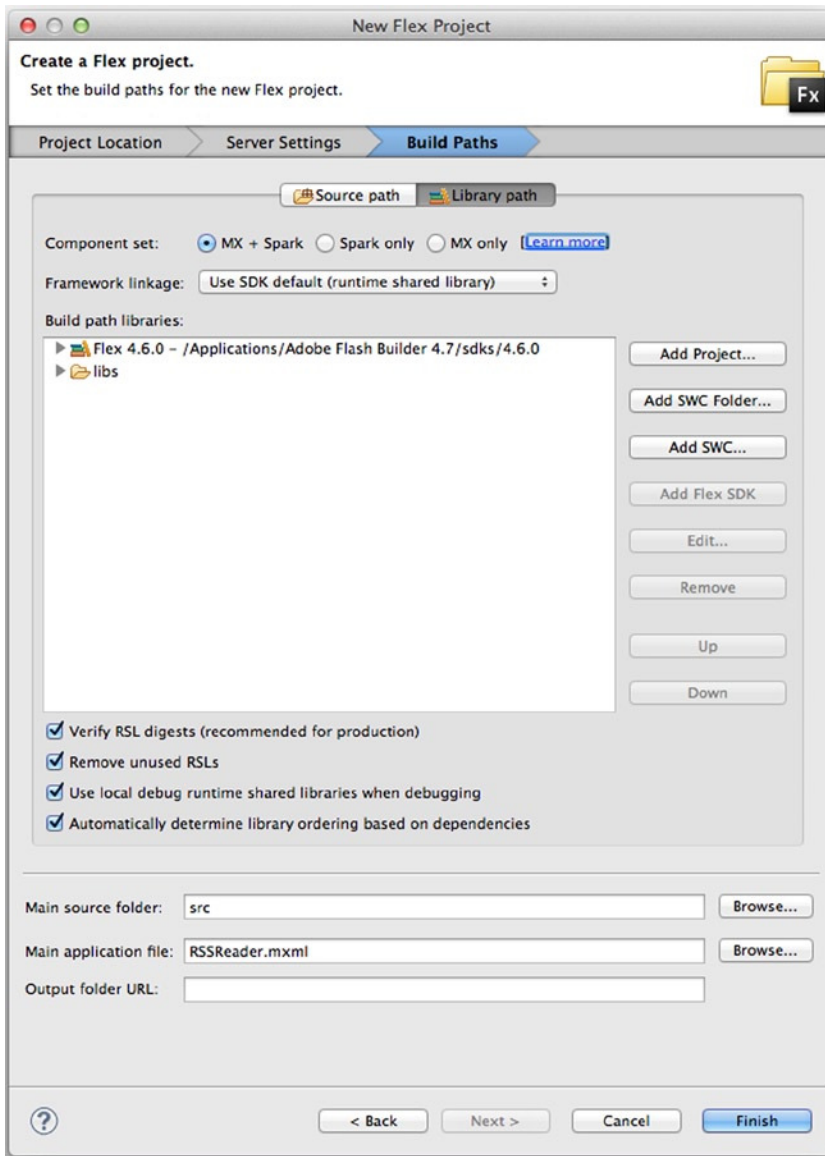 New Flex Project
Create a Flex project.
Set the build paths for the new Flex project.
Fx
Project Location Server Settings Build Paths
Source path Library path
Component set: MX + Spark Spark only MX only [Learn more]
Framework linkage: Use SDK default (runtime shared library)
Build path libraries:
Flex 4.6.0 – /Applications/Adobe Flash Builder 4.7/sdks/4.6.0
libs
Add Project...
Add SWC Folder...
Add SWC...
Add Flex SDK
Edit...
Remove
Up
Down
Verify RSL digests (recommended for production)
Remove unused RSLs
Use local debug runtime shared libraries when debugging
Automatically determine library ordering based on dependencies
Main source folder: src Browse...
Main application file: RSSReader.mxml Browse...
Output folder URL:
? < Back Next > Cancel Finish